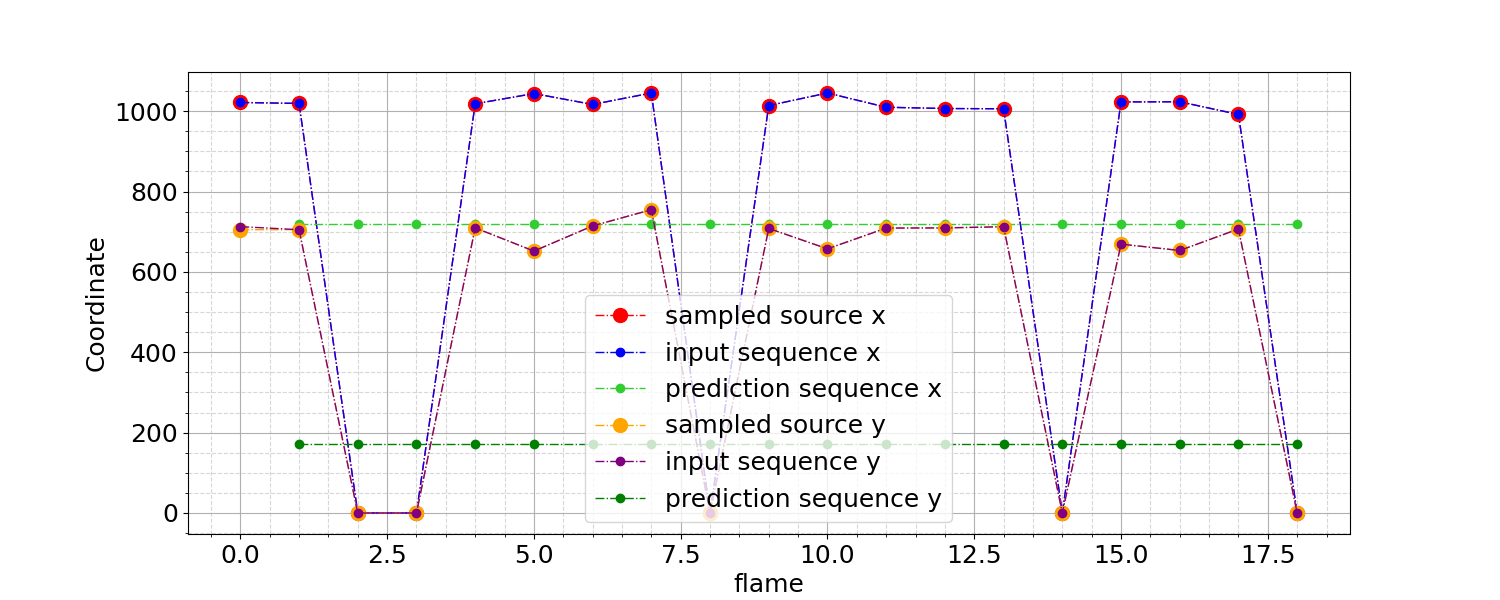 1000
800
600
400
200
0
Coordinate
sampled source x
input sequence x
prediction sequence x
sampled source y
input sequence y
prediction sequence y
0.0 2.5 5.0 7.5 10.0 12.5 15.0 17.5
flame